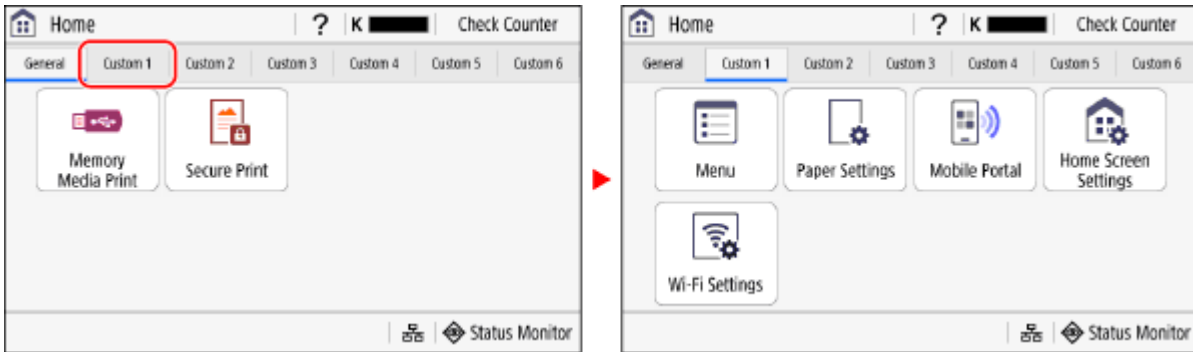 Home ? K Check Counter
General Custom 1 Custom 2 Custom 3 Custom 4 Custom 5 Custom 6
Memory
Media Print
Secure Print
Status Monitor
Home ? K Check Counter
General Custom 1 Custom 2 Custom 3 Custom 4 Custom 5 Custom 6
Menu
Paper Settings
Mobile Portal
Home Screen
Settings
Wi-Fi Settings
Status Monitor